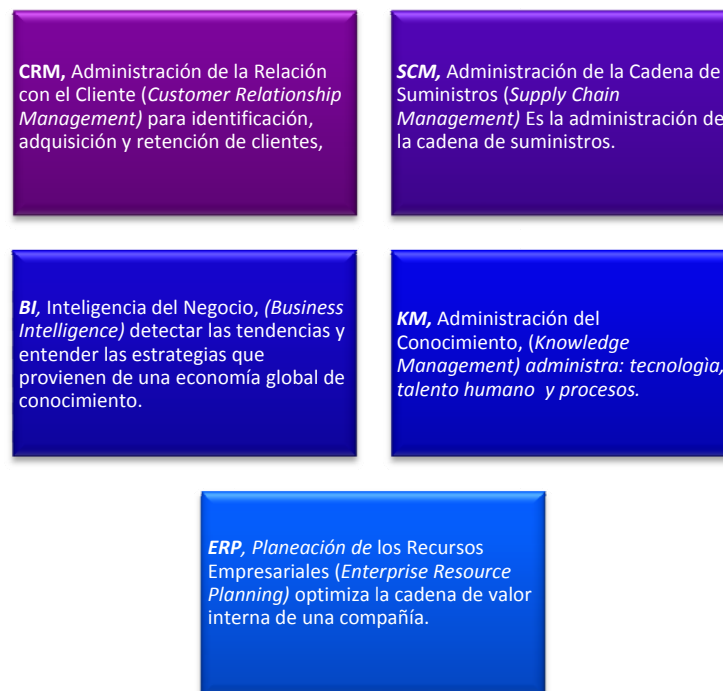 CRM, Administración de la Relación
con el Cliente (Customer Relationship
Management) para identificación,
adquisición y retención de clientes,
SCM, Administración de la Cadena de
Suministros (Supply Chain
Management) Es la administración de
la cadena de suministros.
BI, Inteligencia del Negocio, (Business
Intelligence) detectar las tendencias y
entender las estrategias que
provienen de una economía global de
conocimiento.
KM, Administración del
Conocimiento, (Knowledge
Management) administra: tecnologìa,
talento humano y procesos.
ERP, Planeación de los Recursos
Empresariales (Enterprise Resource
Planning) optimiza la cadena de valor
interna de una compañía.